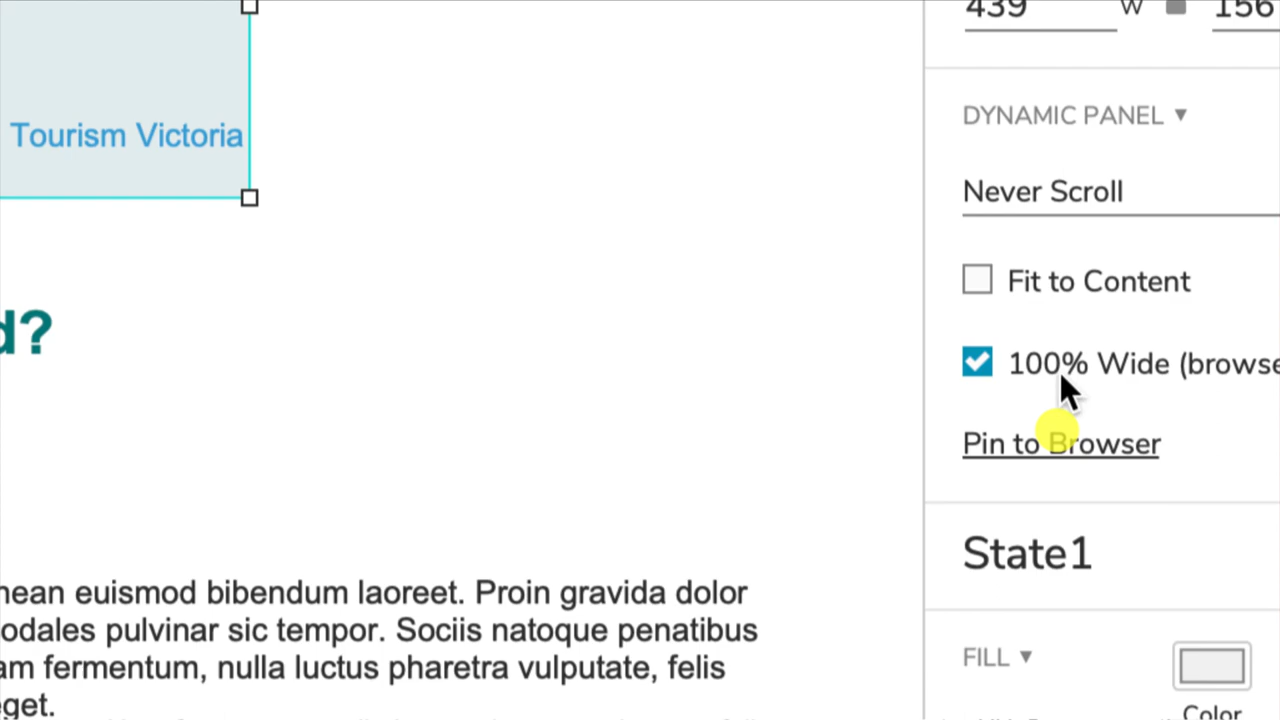 439 W 156
Tourism Victoria
DYNAMIC PANEL
Never Scroll
Fit to Content
d?
100% Wide (browse
Pin to Browser
State1
nean euismod bibendum laoreet. Proin gravida dolor
odales pulvinar sic tempor. Sociis natoque penatibus
am fermentum, nulla luctus pharetra vulputate, felis
eget.
FILL
Color